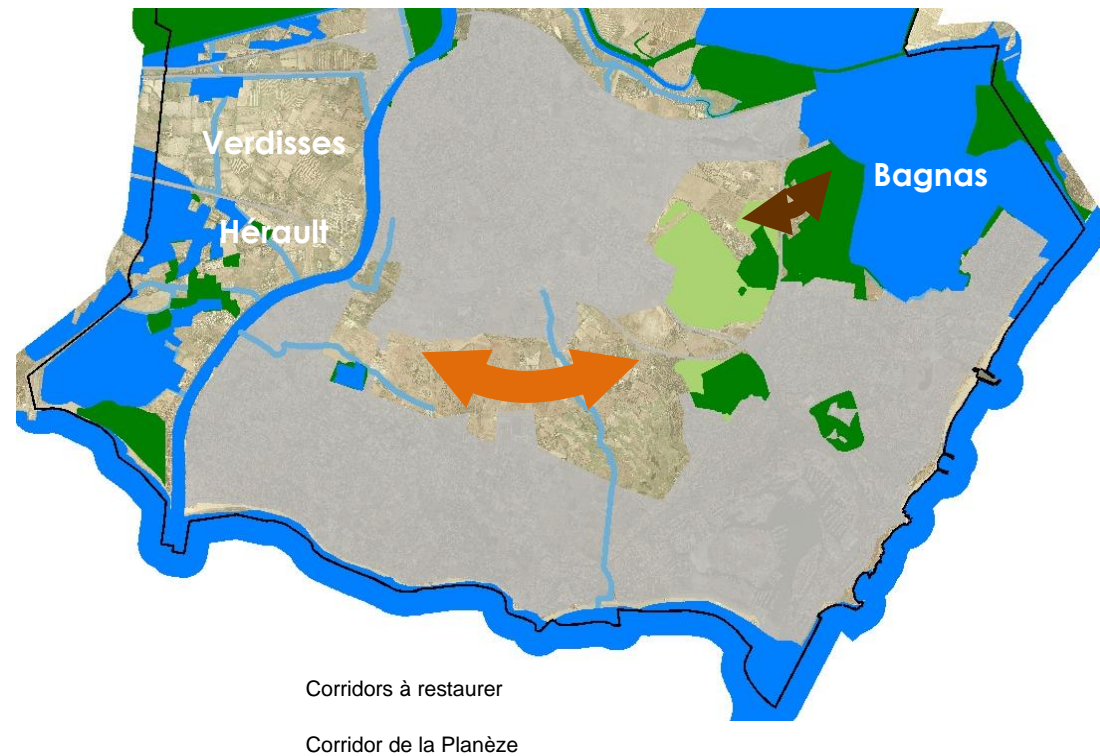 Verdisses
Bagnas
Hérault
Corridors à restaurer
Corridor de la Planèze